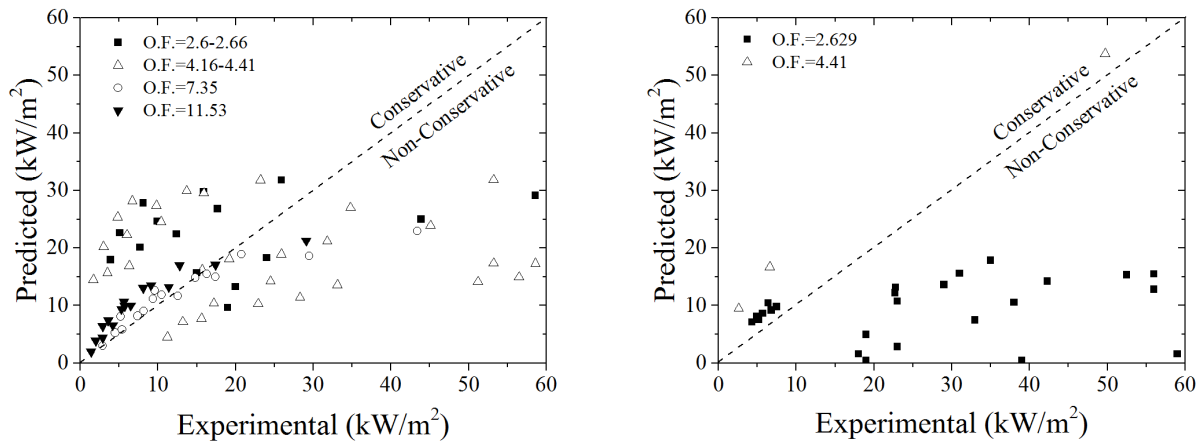 60
50
40
30
20
10
0
Predicted (kW/m²)
O.F.=2.6-2.66
O.F.=4.16-4.41
O.F.=7.35
O.F.=11.53
Conservative
Non-Conservative
0 10 20 30 40 50 60
Experimental (kW/m²)
60
50
40
30
20
10
0
Predicted (kW/m²)
O.F.=2.629
O.F.=4.41
Conservative
Non-Conservative
0 10 20 30 40 50 60
Experimental (kW/m²)